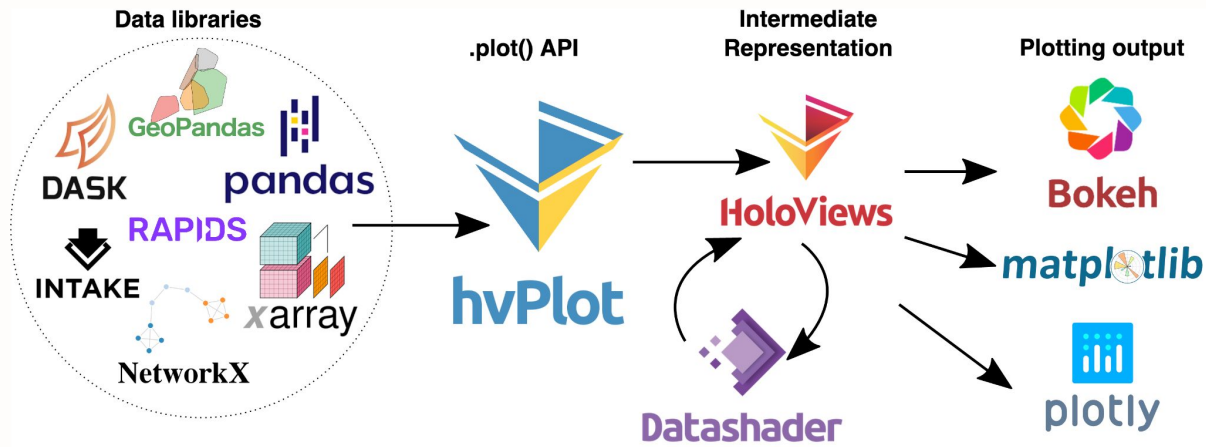 Data libraries
.plot() API
Intermediate
Representation
Plotting output
GeoPandas
DASK
pandas
RAPIDS
INTAKE
xarray
NetworkX
hvPlot
HoloViews
Datashader
Bokeh
matplotlib
plotly